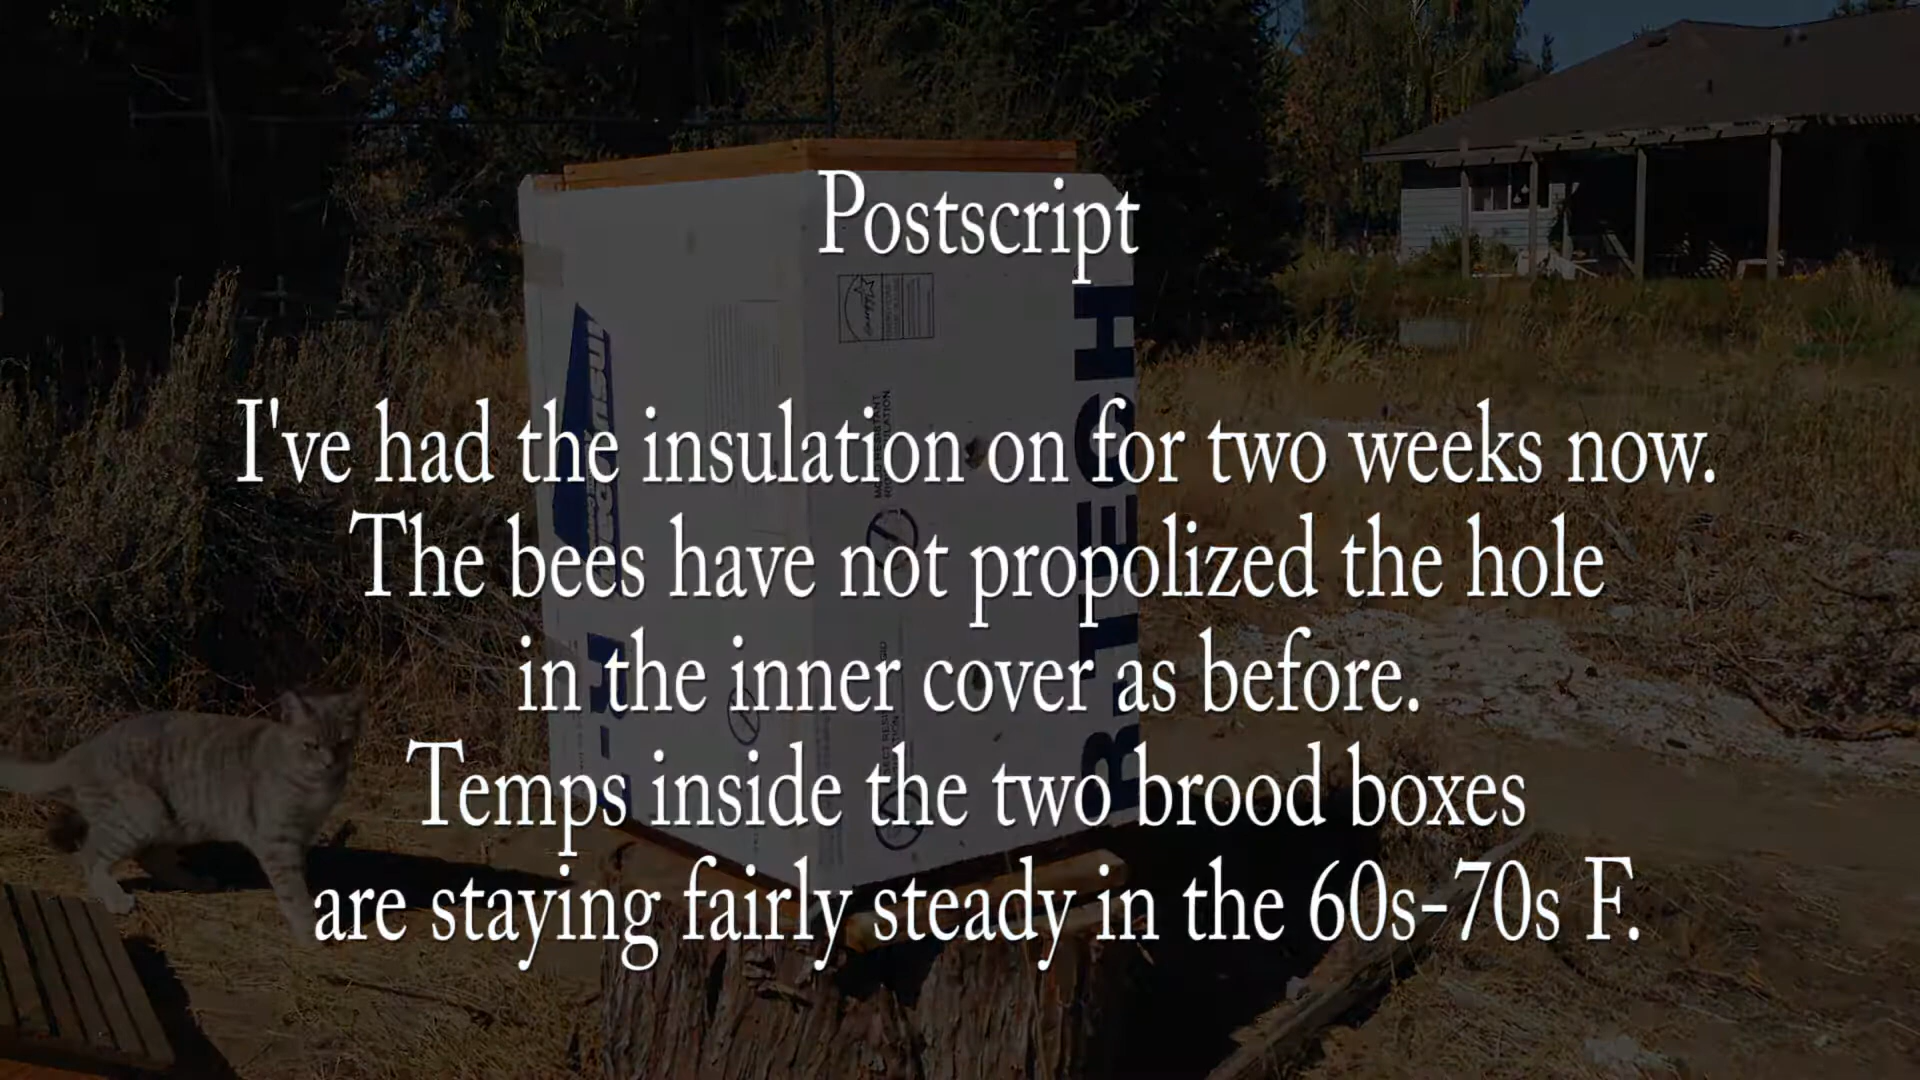 Postscript
I've had the insulation on for two weeks now.
The bees have not propolized the hole
in the inner cover as before.
Temps inside the two brood boxes
are staying fairly steady in the 60s-70s F.
R-TECH